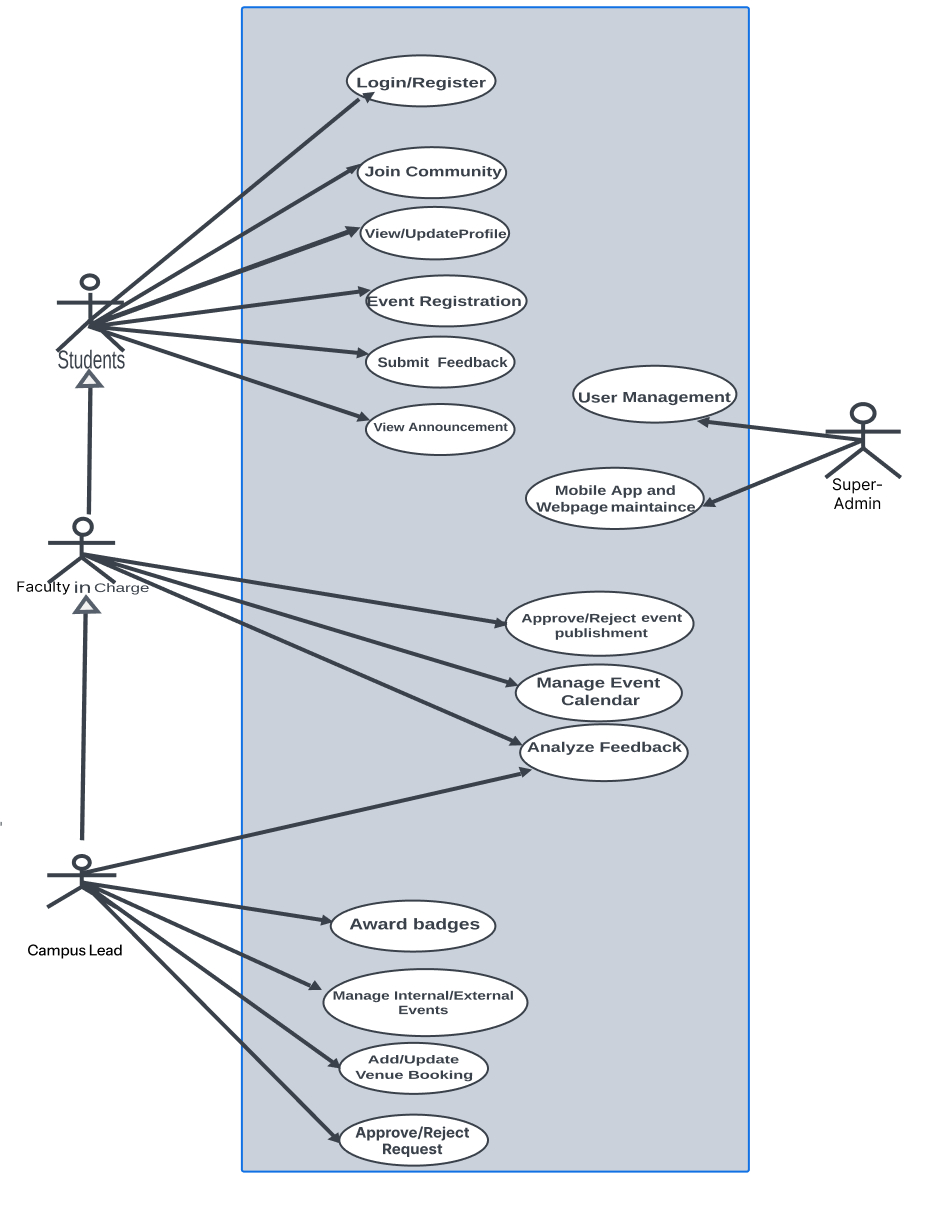 Login/Register
Join Community
View/UpdateProfile
Event Registration
Students
Submit Feedback
View Announcement
User Management
Super-
Admin
Mobile App and
Webpage maintaince
Faculty in Charge
Approve/Reject event
publishment
Manage Event
Calendar
Analyze Feedback
Campus Lead
Award badges
Manage Internal/External
Events
Add/Update
Venue Booking
Approve/Reject
Request